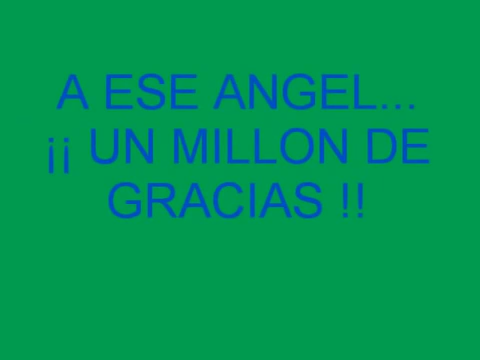 A ESE ANGEL...
¡¡ UN MILLON DE
GRACIAS !!